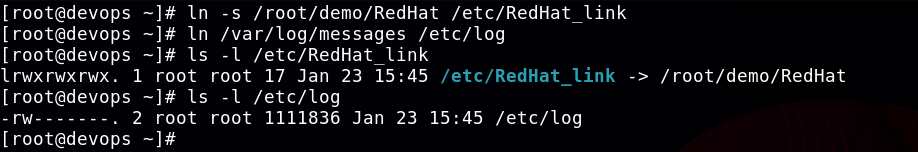 [root@devops ~]# ln -s /root/demo/RedHat /etc/RedHat_link
[root@devops ~]# ln /var/log/messages /etc/log
[root@devops ~]# ls -l /etc/RedHat_link
lrwxrwxrwx. 1 root root 17 Jan 23 15:45 /etc/RedHat_link -> /root/demo/RedHat
[root@devops ~]# ls -l /etc/log
-rw-------. 2 root root 1111836 Jan 23 15:45 /etc/log
[root@devops ~]#